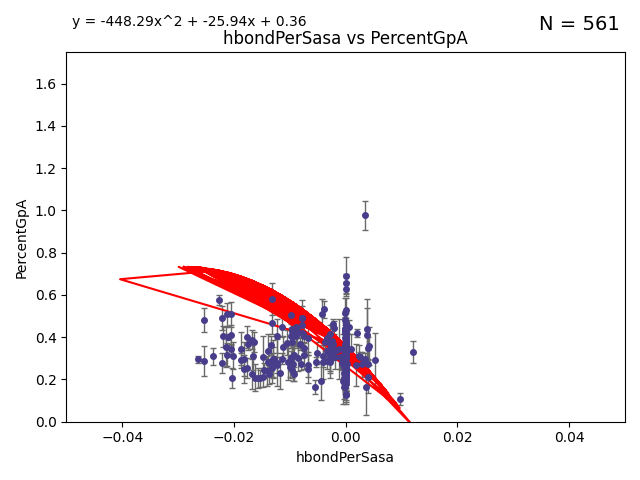 y = -448.29x^2 + -25.94x + 0.36
N = 561
hbondPerSasa vs PercentGpA
PercentGpA
1.6
1.4
1.2
1.0
0.8
0.6
0.4
0.2
0.0
−0.04 −0.02 0.00 0.02 0.04
hbondPerSasa